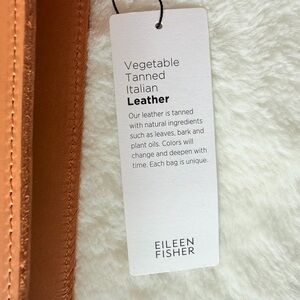 Vegetable
Tanned
Italian
Leather
Our leather is tanned
with natural ingredients
such as leaves, bark and
plant oils. Colors will
change and deepen with
time. Each bag is unique.
EILEEN
FISHER